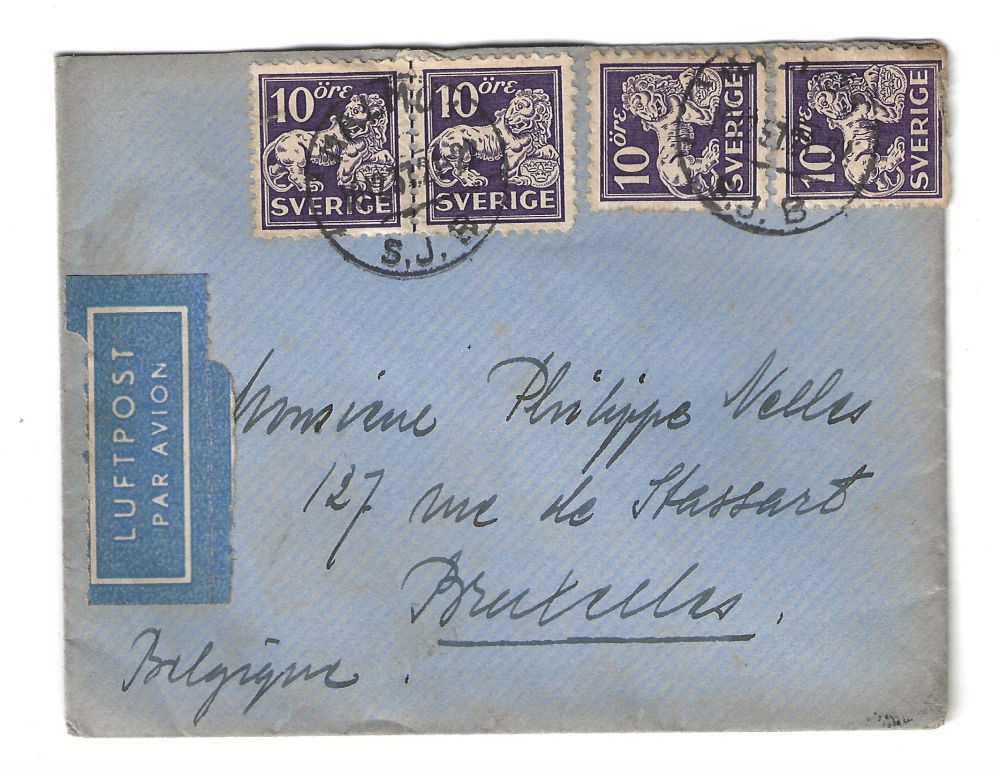 10 öre
SVERIGE
10 öre
SVERIGE
10 öre
SVERIGE
10 öre
SVERIGE
S.J.B
J. B
LUFTPOST
PAR AVION
Monsieur Philippe Nelles
127 rue de Stassart
Bruxelles.
Belgique.